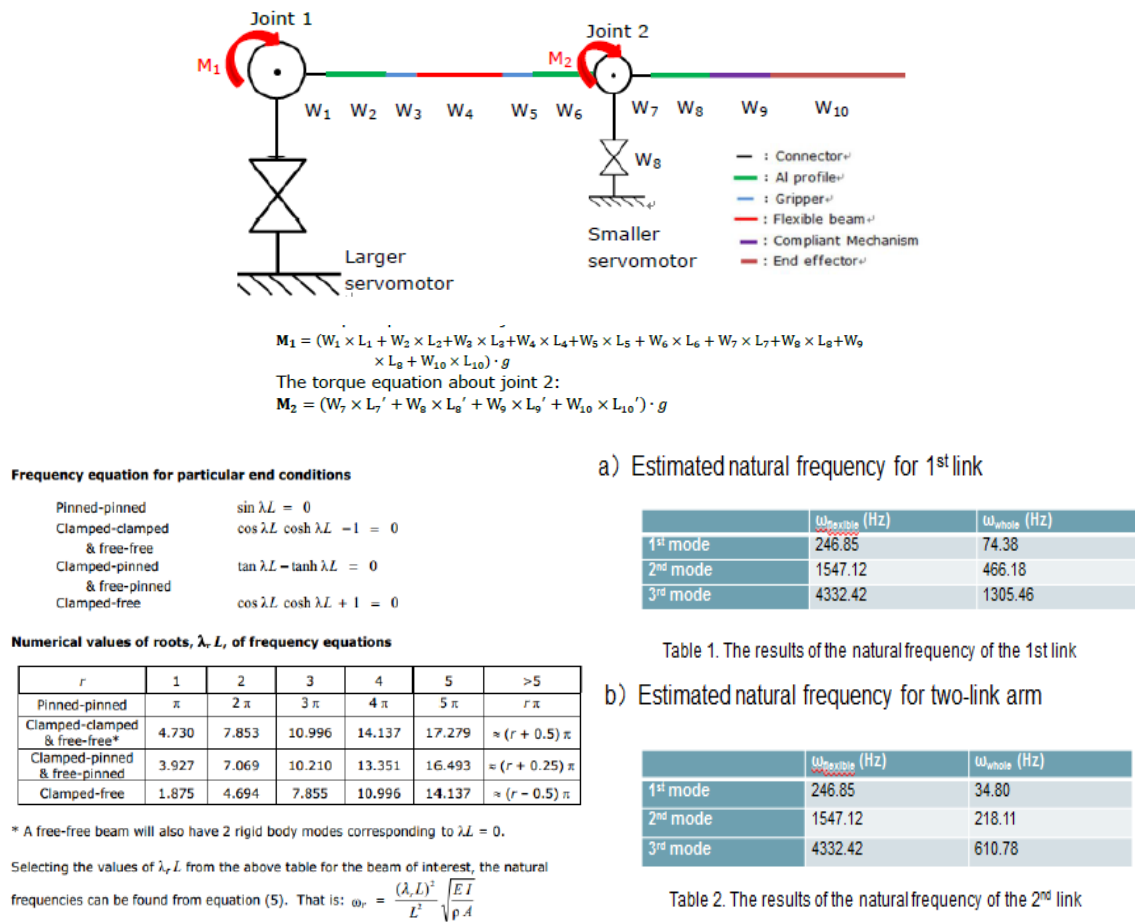 Joint 1
Joint 2
M₁
M₂
W₁ W₂ W₃ W₄ W₅ W₆ W₇ W₈ W₉ W₁₀
W₈
— : Connector
— : Al profile
— : Gripper
— : Flexible beam
— : Compliant Mechanism
— : End effector
Larger
servomotor
Smaller
servomotor
M₁ = (W₁ × L₁ + W₂ × L₂+W₃ × L₃+W₄ × L₄+W₅ × L₅ + W₆ × L₆ + W₇ × L₇+W₈ × L₈+W₉
× L₈ + W₁₀ × L₁₀) · g
The torque equation about joint 2:
M₂ = (W₇ × L₇′ + W₈ × L₈′ + W₉ × L₉′ + W₁₀ × L₁₀′) · g
Frequency equation for particular end conditions
Pinned-pinned sin λL = 0
Clamped-clamped cos λL cosh λL −1 = 0
& free-free
Clamped-pinned tan λL − tanh λL = 0
& free-pinned
Clamped-free cos λL cosh λL + 1 = 0
Numerical values of roots, λᵣ L, of frequency equations
r 1 2 3 4 5 >5
Pinned-pinned π 2 π 3 π 4 π 5 π r π
Clamped-clamped
& free-free* 4.730 7.853 10.996 14.137 17.279 ≈ (r + 0.5) π
Clamped-pinned
& free-pinned 3.927 7.069 10.210 13.351 16.493 ≈ (r + 0.25) π
Clamped-free 1.875 4.694 7.855 10.996 14.137 ≈ (r − 0.5) π
* A free-free beam will also have 2 rigid body modes corresponding to λL = 0.
Selecting the values of λᵣ L from the above table for the beam of interest, the natural
frequencies can be found from equation (5). That is: ωᵣ = (λᵣL)²/L² √(E I/ρ A)
a) Estimated natural frequency for 1st link
ωflexible (Hz) ωwhole (Hz)
1st mode 246.85 74.38
2nd mode 1547.12 466.18
3rd mode 4332.42 1305.46
Table 1. The results of the natural frequency of the 1st link
b) Estimated natural frequency for two-link arm
ωflexible (Hz) ωwhole (Hz)
1st mode 246.85 34.80
2nd mode 1547.12 218.11
3rd mode 4332.42 610.78
Table 2. The results of the natural frequency of the 2nd link